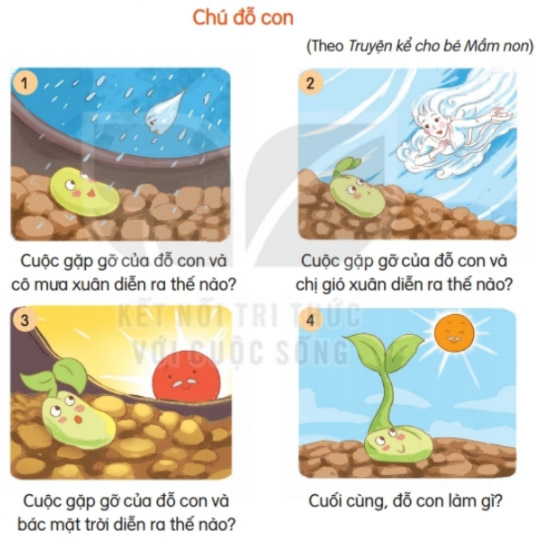 Chú đỗ con
(Theo Truyện kể cho bé Mầm non)
1
2
Cuộc gặp gỡ của đỗ con và
cô mưa xuân diễn ra thế nào?
Cuộc gặp gỡ của đỗ con và
chị gió xuân diễn ra thế nào?
KẾT NỐI TRI THỨC
VỚI CUỘC SỐNG
3
4
Cuộc gặp gỡ của đỗ con và
bác mặt trời diễn ra thế nào?
Cuối cùng, đỗ con làm gì?